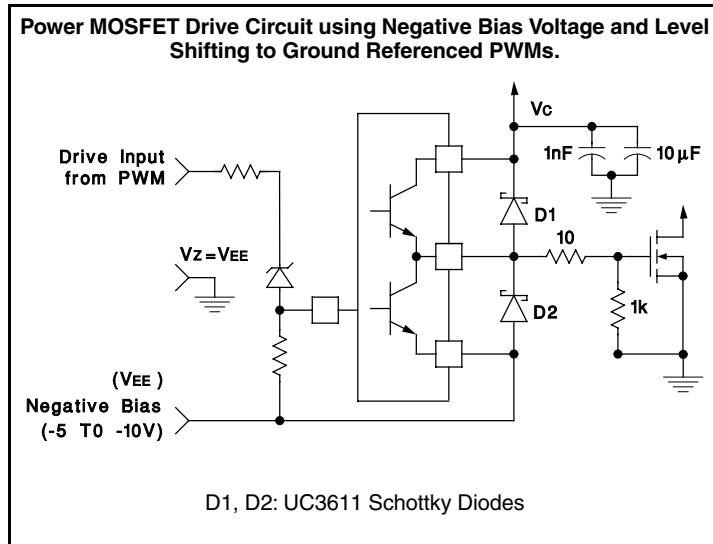 Power MOSFET Drive Circuit using Negative Bias Voltage and Level
Shifting to Ground Referenced PWMs.
Vc
Drive Input
from PWM
1nF
10 µF
D1
Vz=VEE
10
D2
1k
(VEE )
Negative Bias
(-5 T0 -10V)
D1, D2: UC3611 Schottky Diodes